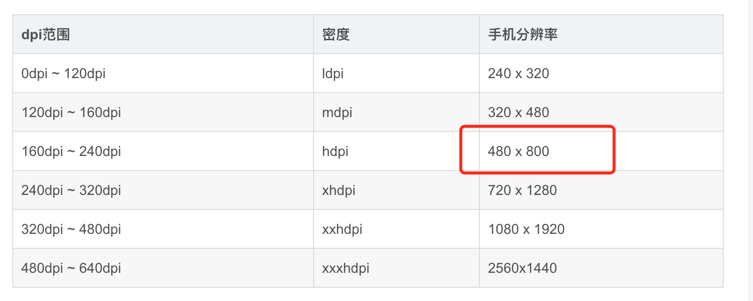 dpi范围 密度 手机分辨率
0dpi ~ 120dpi ldpi 240 x 320
120dpi ~ 160dpi mdpi 320 x 480
160dpi ~ 240dpi hdpi 480 x 800
240dpi ~ 320dpi xhdpi 720 x 1280
320dpi ~ 480dpi xxhdpi 1080 x 1920
480dpi ~ 640dpi xxxhdpi 2560x1440